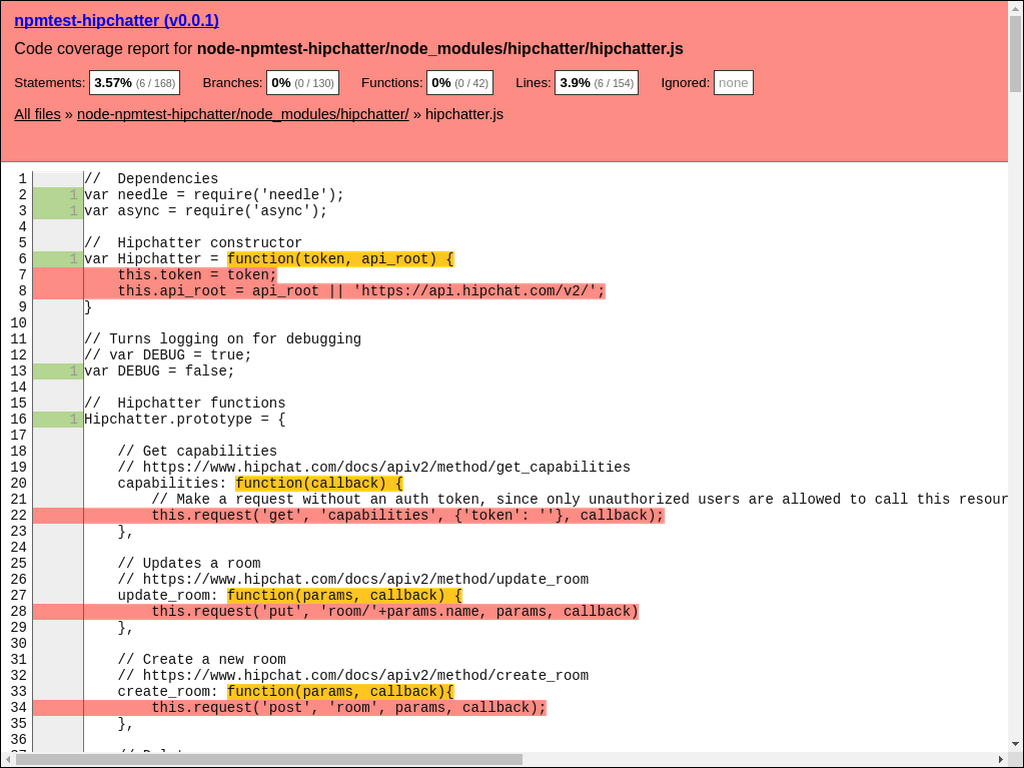 npmtest-hipchatter (v0.0.1)
Code coverage report for node-npmtest-hipchatter/node_modules/hipchatter/hipchatter.js
Statements: 3.57% (6 / 168) Branches: 0% (0 / 130) Functions: 0% (0 / 42) Lines: 3.9% (6 / 154) Ignored: none
All files » node-npmtest-hipchatter/node_modules/hipchatter/ » hipchatter.js
1 // Dependencies
2 1 var needle = require('needle');
3 1 var async = require('async');
4
5 // Hipchatter constructor
6 1 var Hipchatter = function(token, api_root) {
7 this.token = token;
8 this.api_root = api_root || 'https://api.hipchat.com/v2/';
9 }
10
11 // Turns logging on for debugging
12 // var DEBUG = true;
13 1 var DEBUG = false;
14
15 // Hipchatter functions
16 1 Hipchatter.prototype = {
17
18 // Get capabilities
19 // https://www.hipchat.com/docs/apiv2/method/get_capabilities
20 capabilities: function(callback) {
21 // Make a request without an auth token, since only unauthorized users are allowed to call this resour
22 this.request('get', 'capabilities', {'token': ''}, callback);
23 },
24
25 // Updates a room
26 // https://www.hipchat.com/docs/apiv2/method/update_room
27 update_room: function(params, callback) {
28 this.request('put', 'room/'+params.name, params, callback)
29 },
30
31 // Create a new room
32 // https://www.hipchat.com/docs/apiv2/method/create_room
33 create_room: function(params, callback){
34 this.request('post', 'room', params, callback);
35 },
36